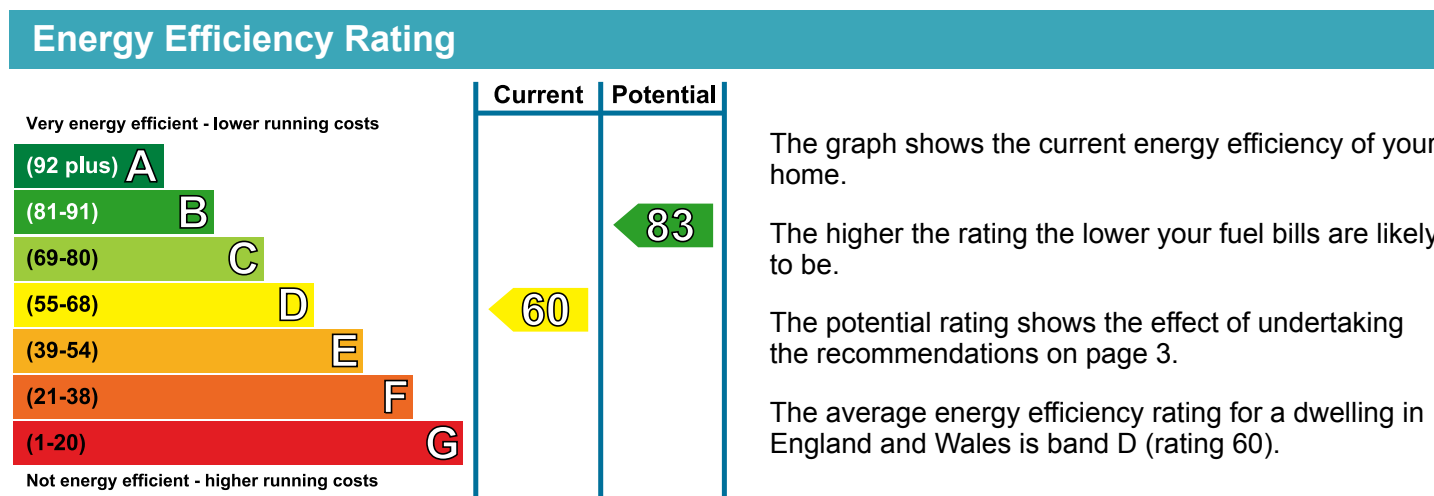 Energy Efficiency Rating
Current Potential
Very energy efficient - lower running costs
(92 plus) A
(81-91) B
83
(69-80) C
(55-68) D
60
(39-54) E
(21-38) F
(1-20) G
Not energy efficient - higher running costs
The graph shows the current energy efficiency of your
home.
The higher the rating the lower your fuel bills are likely
to be.
The potential rating shows the effect of undertaking
the recommendations on page 3.
The average energy efficiency rating for a dwelling in
England and Wales is band D (rating 60).